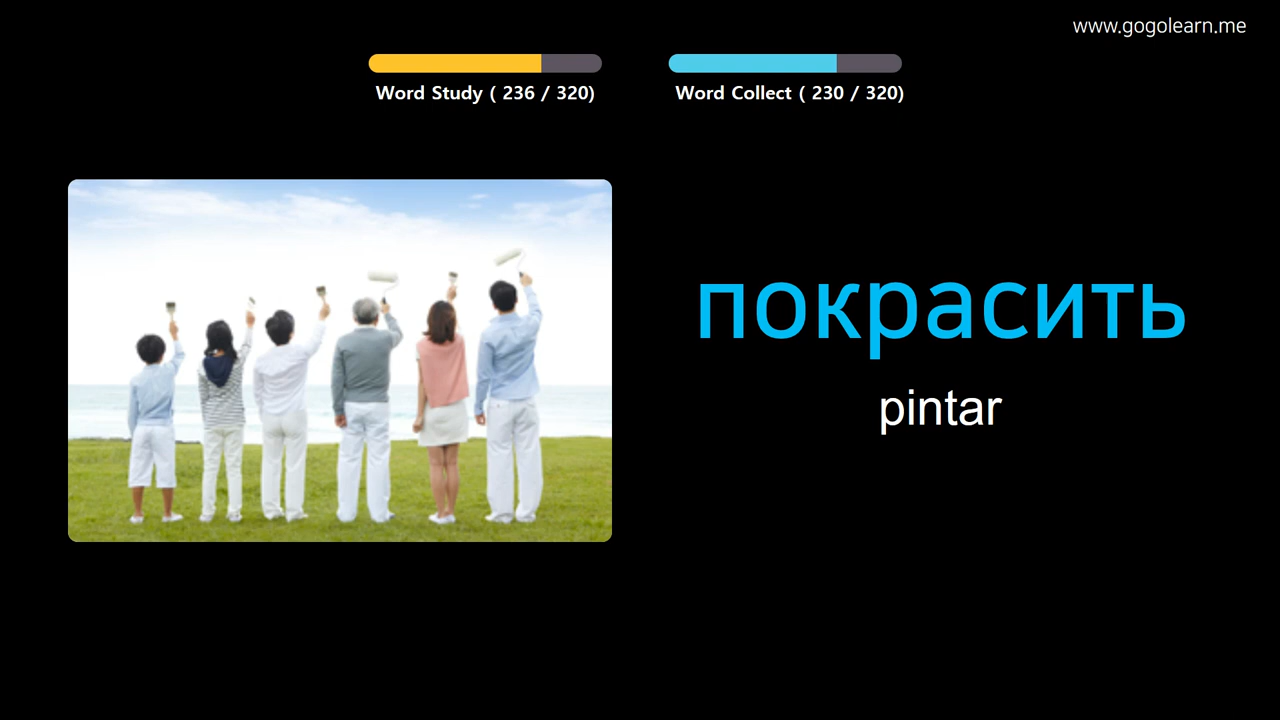 www.gogolearn.me
Word Study ( 236 / 320)
Word Collect ( 230 / 320)
покрасить
pintar